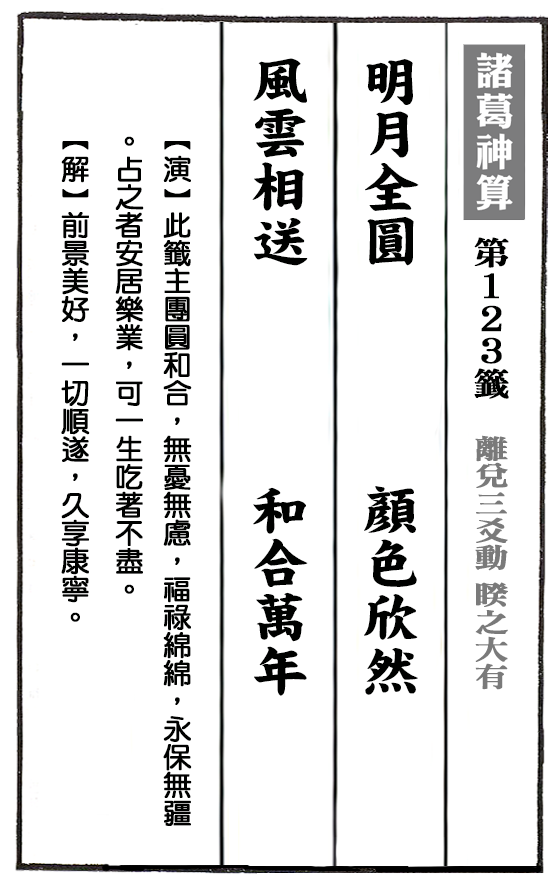 諸葛神算 第123籤 離兌三爻動 睽之大有
明月全圓 顏色欣然
風雲相送 和合萬年
【演】此籤主團圓和合,無憂無慮,福祿綿綿,永保無疆
。占之者安居樂業,可一生吃著不盡。
【解】前景美好,一切順遂,久享康寧。